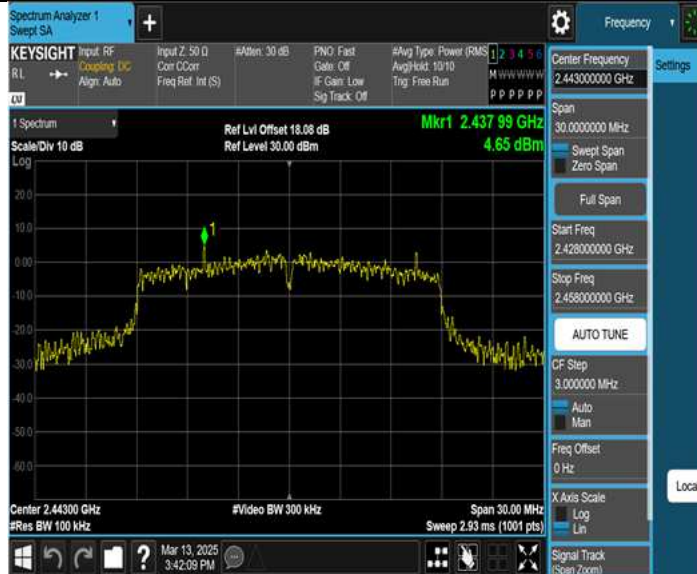 Spectrum Analyzer 1
Swept SA
+
Frequency
KEYSIGHT
RL
LXI
Input: RF
Coupling: DC
Align: Auto
Input Z: 50 Ω
Corr CCorr
Freq Ref: Int (S)
#Atten: 30 dB
PNO: Fast
Gate: Off
IF Gain: Low
Sig Track: Off
#Avg Type: Power (RMS)
Avg|Hold: 10/10
Trig: Free Run
1 2 3 4 5 6
M W W W W W
P P P P P P
1 Spectrum
Scale/Div 10 dB
Log
Ref Lvl Offset 18.08 dB
Ref Level 30.00 dBm
Mkr1 2.437 99 GHz
4.65 dBm
20.0
10.0
0.00
-10.0
-20.0
-30.0
-40.0
-50.0
-60.0
1
Center 2.44300 GHz
#Res BW 100 kHz
#Video BW 300 kHz
Span 30.00 MHz
Sweep 2.93 ms (1001 pts)
?
Mar 13, 2025
3:42:09 PM
Center Frequency
2.443000000 GHz
Span
30.0000000 MHz
Swept Span
Zero Span
Full Span
Start Freq
2.428000000 GHz
Stop Freq
2.458000000 GHz
AUTO TUNE
CF Step
3.000000 MHz
Auto
Man
Freq Offset
0 Hz
X Axis Scale
Log
Lin
Signal Track
(Span Zoom)
Settings
Loca